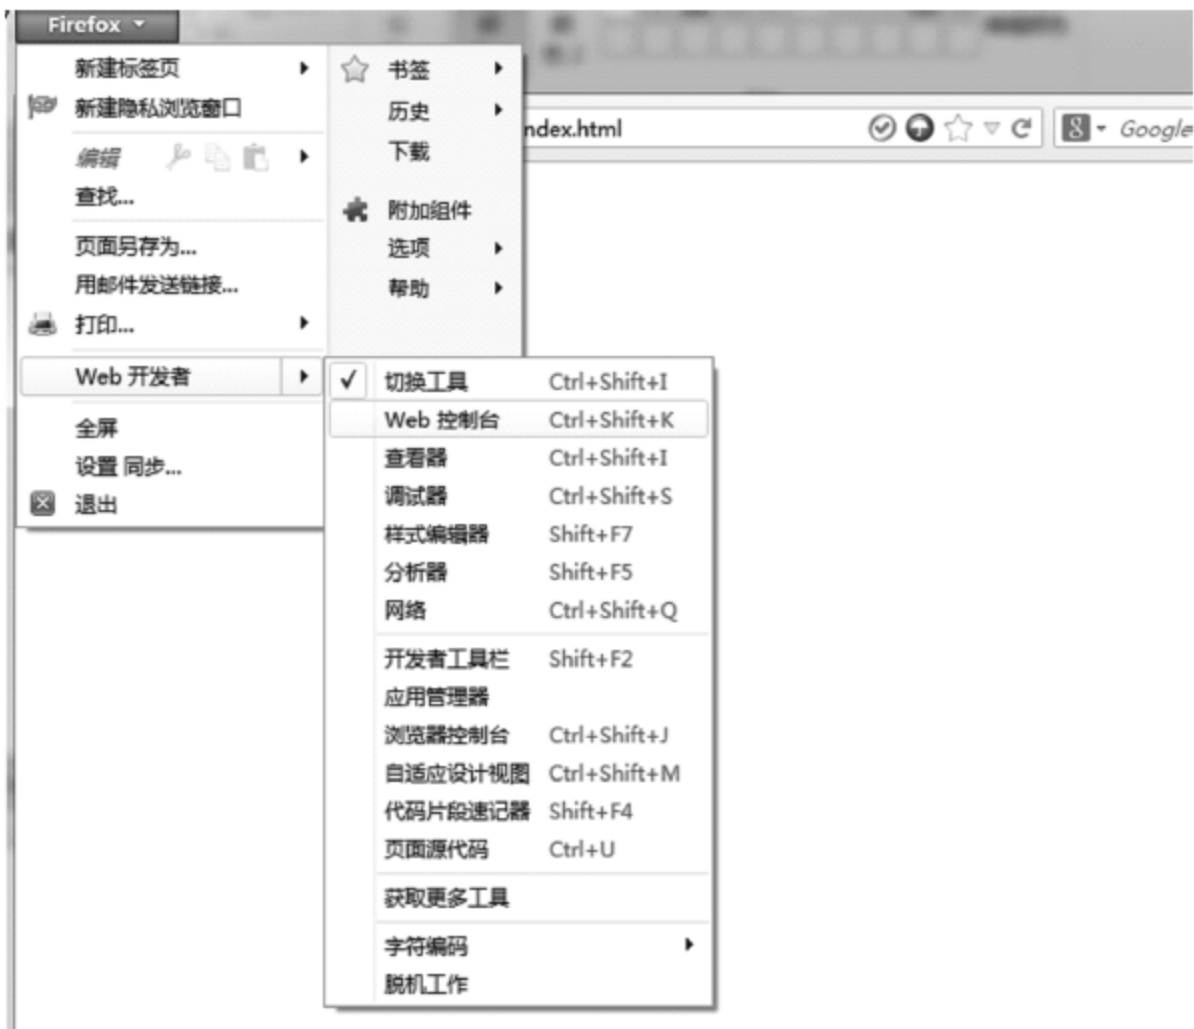 Firefox
新建标签页
新建隐私浏览窗口
编辑
查找...
页面另存为...
用邮件发送链接...
打印...
Web 开发者
全屏
设置 同步...
退出
书签
历史
下载
附加组件
选项
帮助
ndex.html
8 Google
切换工具 Ctrl+Shift+I
Web 控制台 Ctrl+Shift+K
查看器 Ctrl+Shift+I
调试器 Ctrl+Shift+S
样式编辑器 Shift+F7
分析器 Shift+F5
网络 Ctrl+Shift+Q
开发者工具栏 Shift+F2
应用管理器
浏览器控制台 Ctrl+Shift+J
自适应设计视图 Ctrl+Shift+M
代码片段速记器 Shift+F4
页面源代码 Ctrl+U
获取更多工具
字符编码
脱机工作